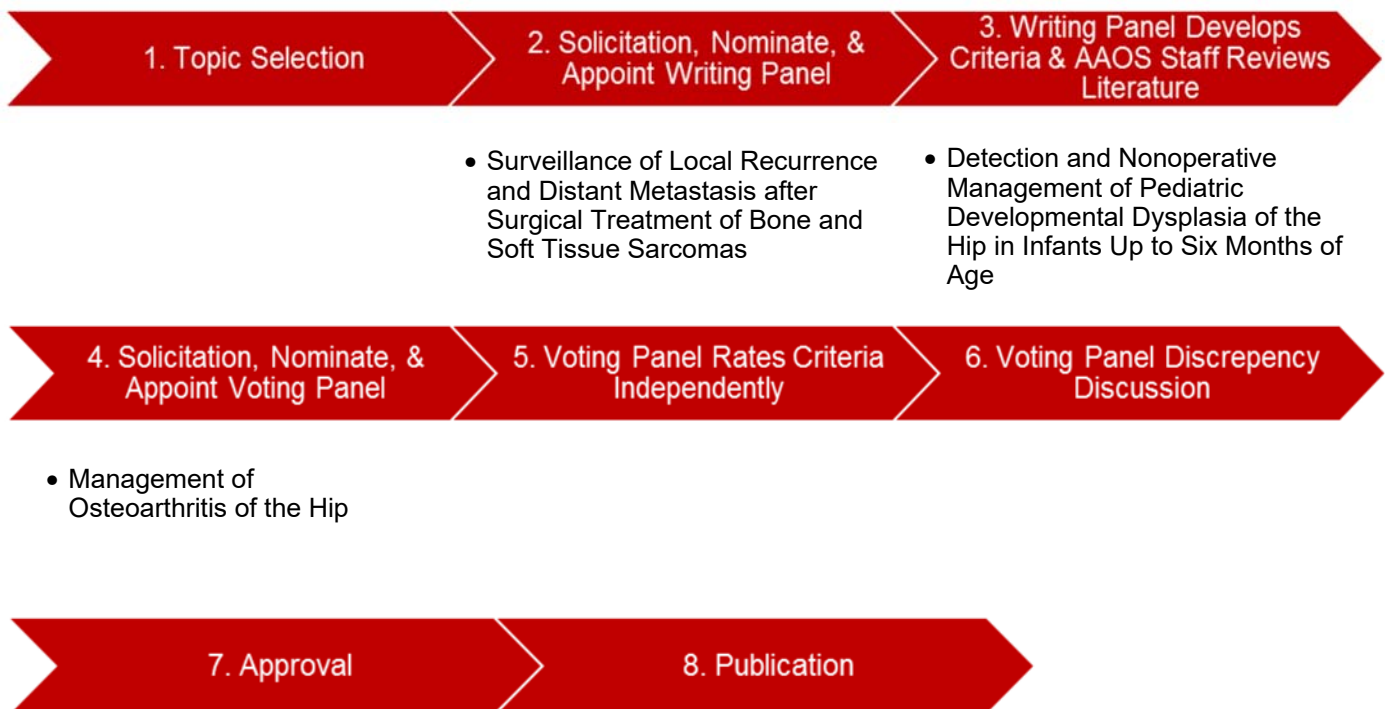 1. Topic Selection
2. Solicitation, Nominate, &
Appoint Writing Panel
3. Writing Panel Develops
Criteria & AAOS Staff Reviews
Literature
• Surveillance of Local Recurrence
and Distant Metastasis after
Surgical Treatment of Bone and
Soft Tissue Sarcomas
• Detection and Nonoperative
Management of Pediatric
Developmental Dysplasia of the
Hip in Infants Up to Six Months of
Age
4. Solicitation, Nominate, &
Appoint Voting Panel
5. Voting Panel Rates Criteria
Independently
6. Voting Panel Discrepency
Discussion
• Management of
Osteoarthritis of the Hip
7. Approval
8. Publication